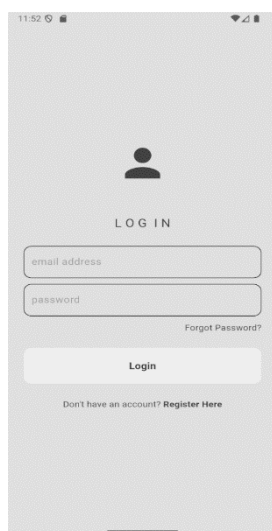 11:52
LOG IN
email address
password
Forgot Password?
Login
Don't have an account? Register Here